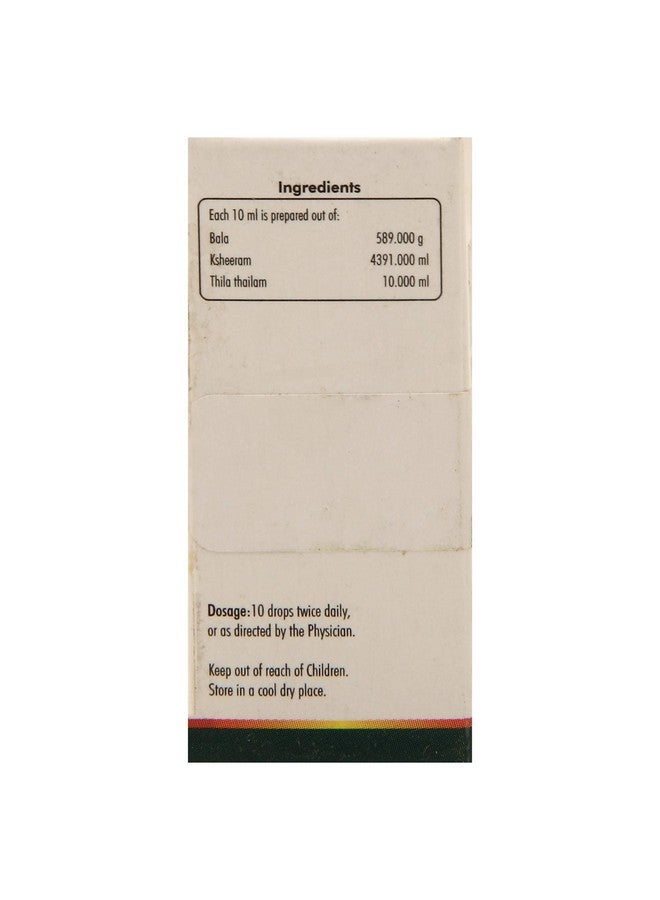 Ingredients
Each 10 ml is prepared out of:
Bala 589.000 g
Ksheeram 4391.000 ml
Thila thailam 10.000 ml
Dosage:10 drops twice daily,
or as directed by the Physician.
Keep out of reach of Children.
Store in a cool dry place.